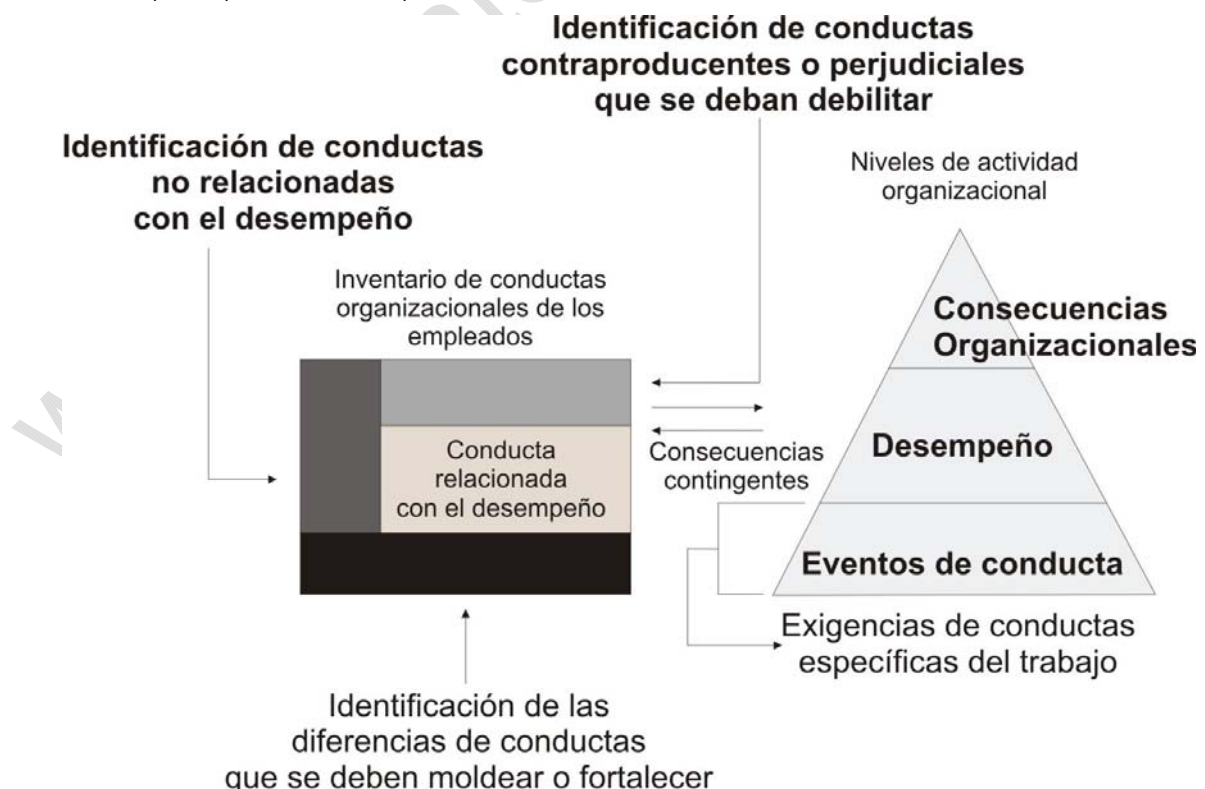 Identificación de conductas
contraproducentes o perjudiciales
que se deban debilitar
Identificación de conductas
no relacionadas
con el desempeño
Niveles de actividad
organizacional
Inventario de conductas
organizacionales de los
empleados
Consecuencias
Organizacionales
Conducta
relacionada
con el desempeño
Consecuencias
contingentes
Desempeño
Eventos de conducta
Exigencias de conductas
específicas del trabajo
Identificación de las
diferencias de conductas
que se deben moldear o fortalecer